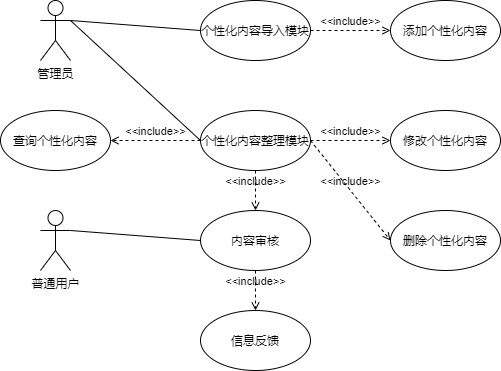 个性化内容导入模块
<<include>>
添加个性化内容
管理员
查询个性化内容
<<include>>
个性化内容整理模块
<<include>>
修改个性化内容
<<include>>
<<include>>
普通用户
内容审核
删除个性化内容
<<include>>
信息反馈